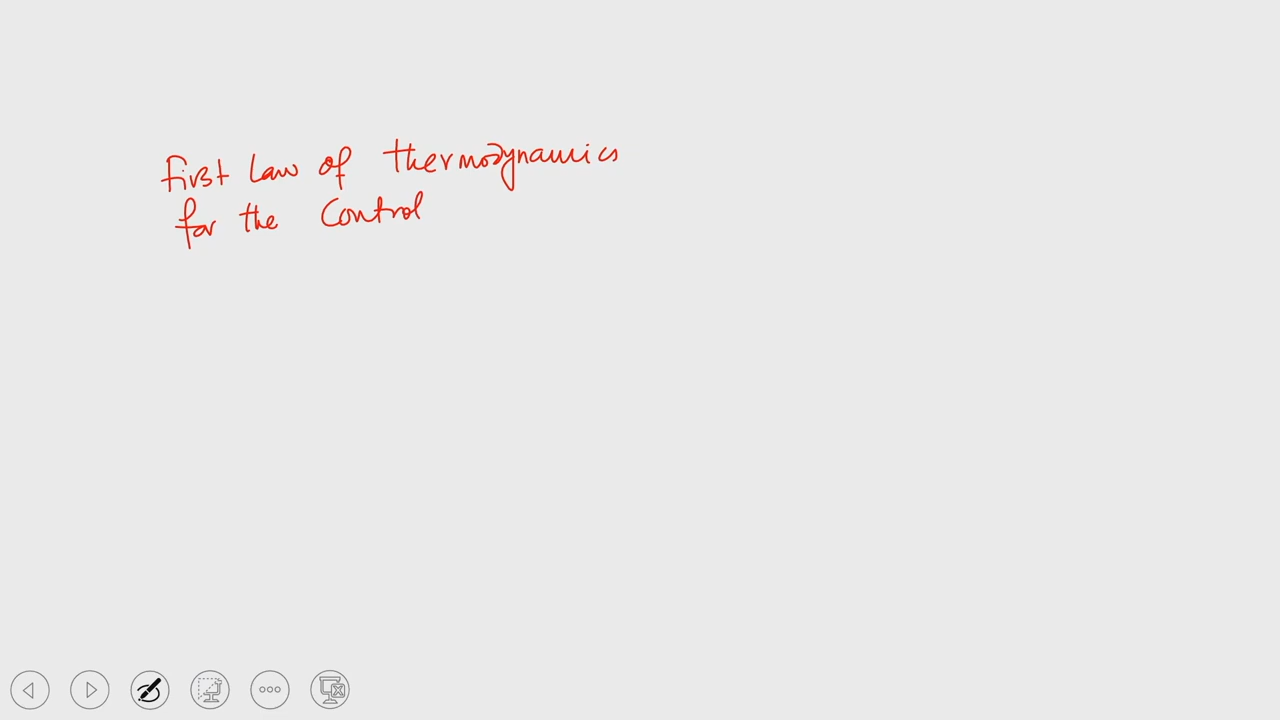 First Law of thermodynamics
for the Control